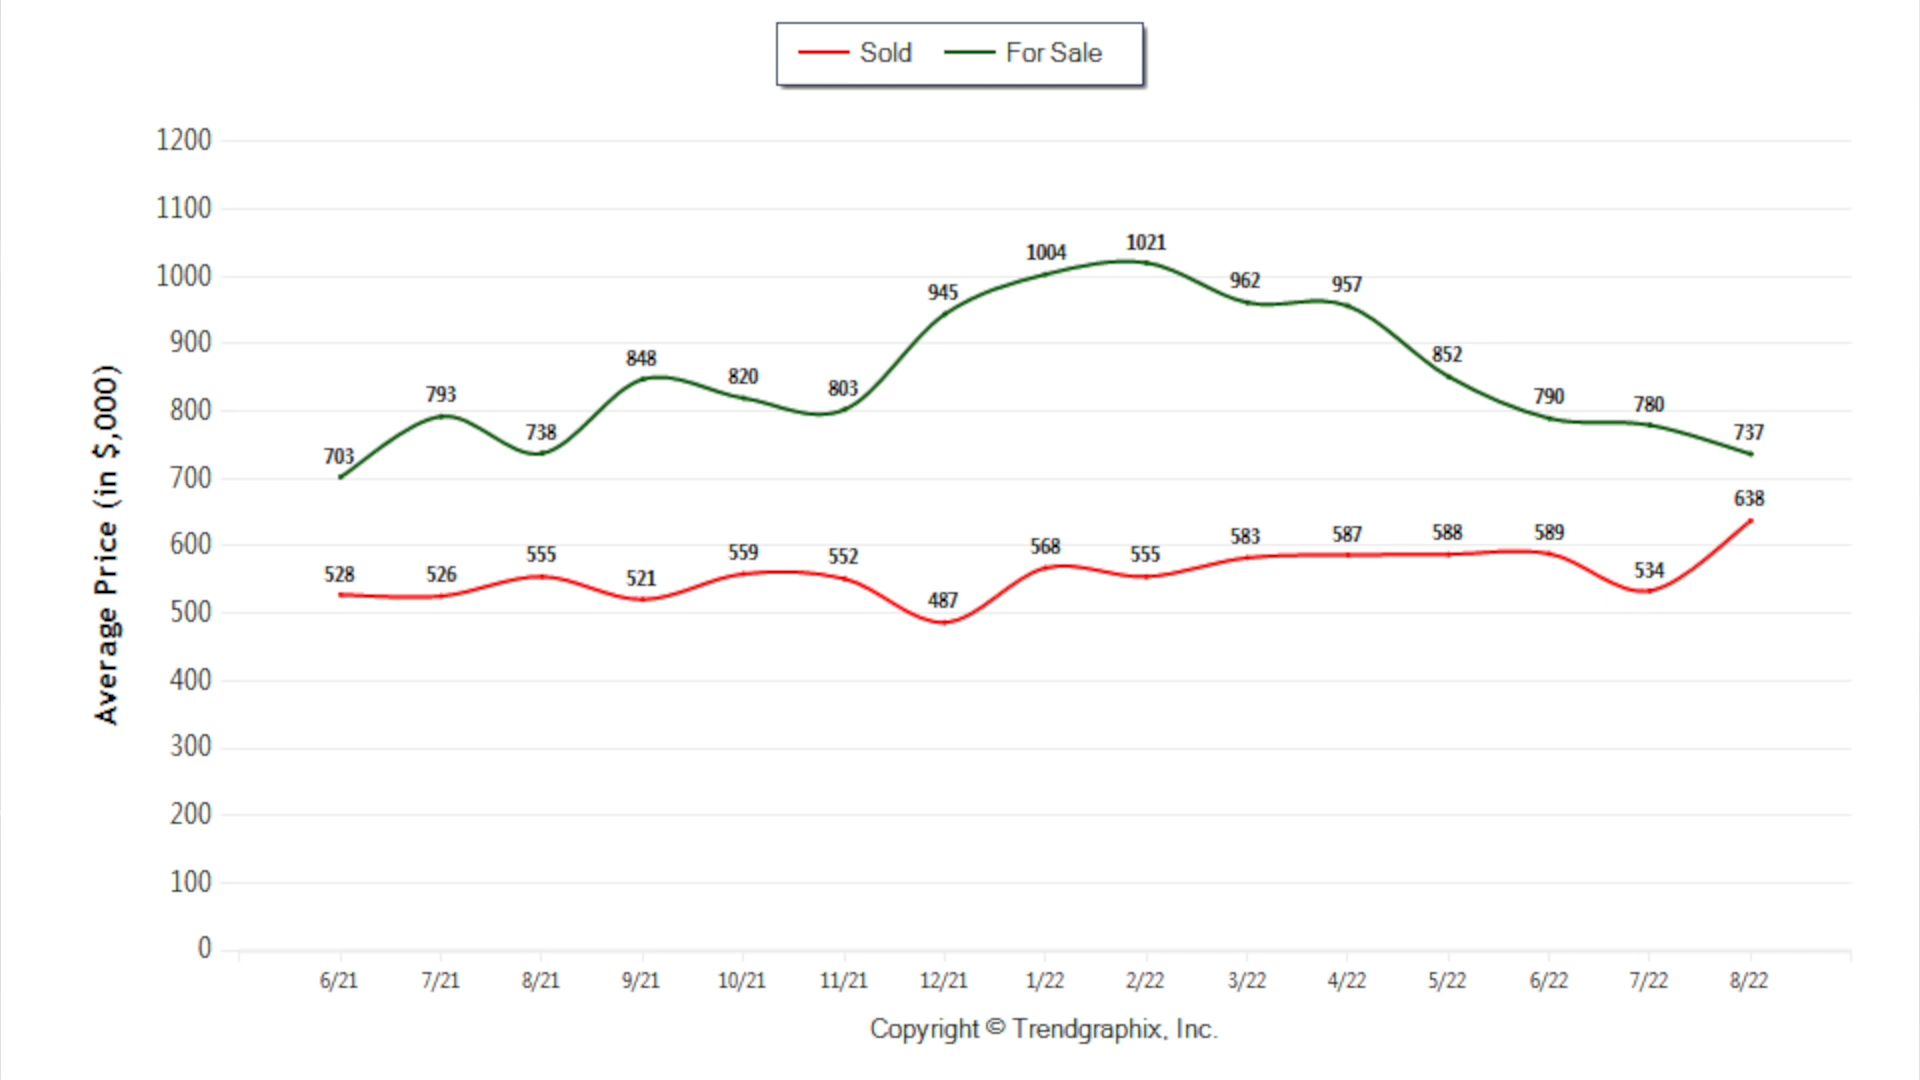 Sold For Sale
1200
1100
1000
900
800
700
600
500
400
300
200
100
0
Average Price (in $,000)
703 793 738 848 820 803 945 1004 1021 962 957 852 790 780 737
528 526 555 521 559 552 487 568 555 583 587 588 589 534 638
6/21 7/21 8/21 9/21 10/21 11/21 12/21 1/22 2/22 3/22 4/22 5/22 6/22 7/22 8/22
Copyright © Trendgraphix, Inc.